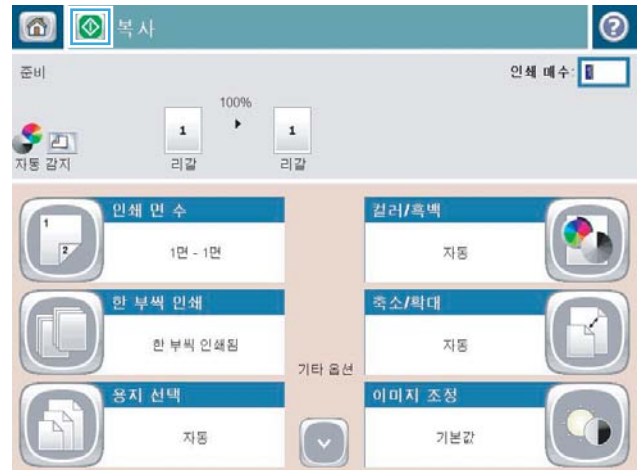 복사
준비
인쇄 매수: 1
100%
1 1
자동 감지 리갈 리갈
인쇄 면 수
1
2
1면 - 1면
컬러/흑백
자동
한 부씩 인쇄
한 부씩 인쇄됨
축소/확대
자동
기타 옵션
용지 선택
자동
이미지 조정
기본값